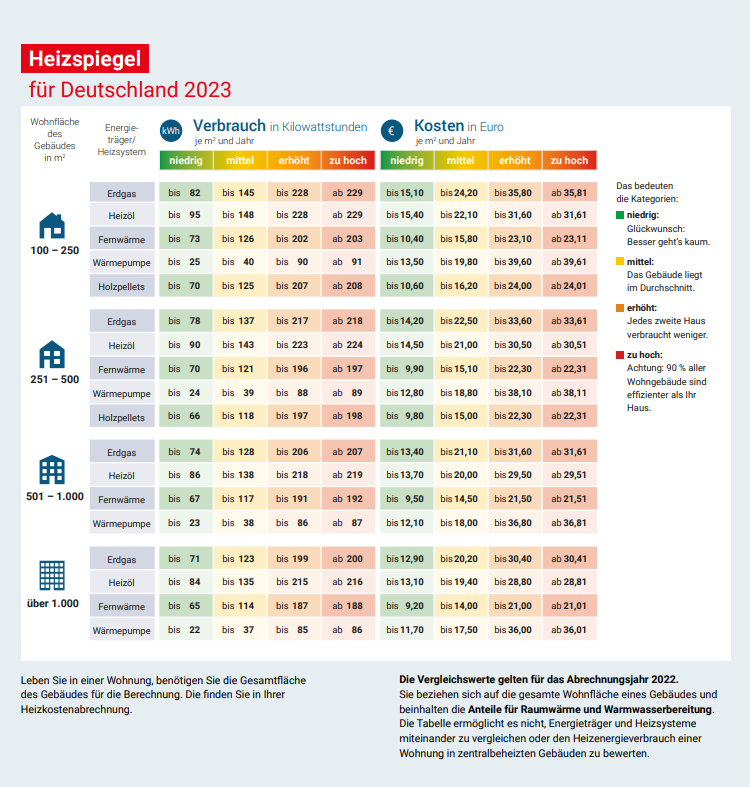 Heizspiegel
für Deutschland 2023
Wohnfläche
des
Gebäudes
in m²
Energie-
träger/
Heizsystem
kWh
Verbrauch in Kilowattstunden
je m² und Jahr
€
Kosten in Euro
je m² und Jahr
niedrig mittel erhöht zu hoch niedrig mittel erhöht zu hoch
100 – 250
Erdgas bis 82 bis 145 bis 228 ab 229 bis 15,10 bis 24,20 bis 35,80 ab 35,81
Heizöl bis 95 bis 148 bis 228 ab 229 bis 15,40 bis 22,10 bis 31,60 ab 31,61
Fernwärme bis 73 bis 126 bis 202 ab 203 bis 10,40 bis 15,80 bis 23,10 ab 23,11
Wärmepumpe bis 25 bis 40 bis 90 ab 91 bis 13,50 bis 19,80 bis 39,60 ab 39,61
Holzpellets bis 70 bis 125 bis 207 ab 208 bis 10,60 bis 16,20 bis 24,00 ab 24,01
251 – 500
Erdgas bis 78 bis 137 bis 217 ab 218 bis 14,20 bis 22,50 bis 33,60 ab 33,61
Heizöl bis 90 bis 143 bis 223 ab 224 bis 14,50 bis 21,00 bis 30,50 ab 30,51
Fernwärme bis 70 bis 121 bis 196 ab 197 bis 9,90 bis 15,10 bis 22,30 ab 22,31
Wärmepumpe bis 24 bis 39 bis 88 ab 89 bis 12,80 bis 18,80 bis 38,10 ab 38,11
Holzpellets bis 66 bis 118 bis 197 ab 198 bis 9,80 bis 15,00 bis 22,30 ab 22,31
501 – 1.000
Erdgas bis 74 bis 128 bis 206 ab 207 bis 13,40 bis 21,10 bis 31,60 ab 31,61
Heizöl bis 86 bis 138 bis 218 ab 219 bis 13,70 bis 20,00 bis 29,50 ab 29,51
Fernwärme bis 67 bis 117 bis 191 ab 192 bis 9,50 bis 14,50 bis 21,50 ab 21,51
Wärmepumpe bis 23 bis 38 bis 86 ab 87 bis 12,10 bis 18,00 bis 36,80 ab 36,81
über 1.000
Erdgas bis 71 bis 123 bis 199 ab 200 bis 12,90 bis 20,20 bis 30,40 ab 30,41
Heizöl bis 84 bis 135 bis 215 ab 216 bis 13,10 bis 19,40 bis 28,80 ab 28,81
Fernwärme bis 65 bis 114 bis 187 ab 188 bis 9,20 bis 14,00 bis 21,00 ab 21,01
Wärmepumpe bis 22 bis 37 bis 85 ab 86 bis 11,70 bis 17,50 bis 36,00 ab 36,01
Das bedeuten
die Kategorien:
niedrig:
Glückwunsch:
Besser geht's kaum.
mittel:
Das Gebäude liegt
im Durchschnitt.
erhöht:
Jedes zweite Haus
verbraucht weniger.
zu hoch:
Achtung: 90 % aller
Wohngebäude sind
effizienter als Ihr
Haus.
Leben Sie in einer Wohnung, benötigen Sie die Gesamtfläche
des Gebäudes für die Berechnung. Die finden Sie in Ihrer
Heizkostenabrechnung.
Die Vergleichswerte gelten für das Abrechnungsjahr 2022.
Sie beziehen sich auf die gesamte Wohnfläche eines Gebäudes und
beinhalten die Anteile für Raumwärme und Warmwasserbereitung.
Die Tabelle ermöglicht es nicht, Energieträger und Heizsysteme
miteinander zu vergleichen oder den Heizenergieverbrauch einer
Wohnung in zentralbeheizten Gebäuden zu bewerten.